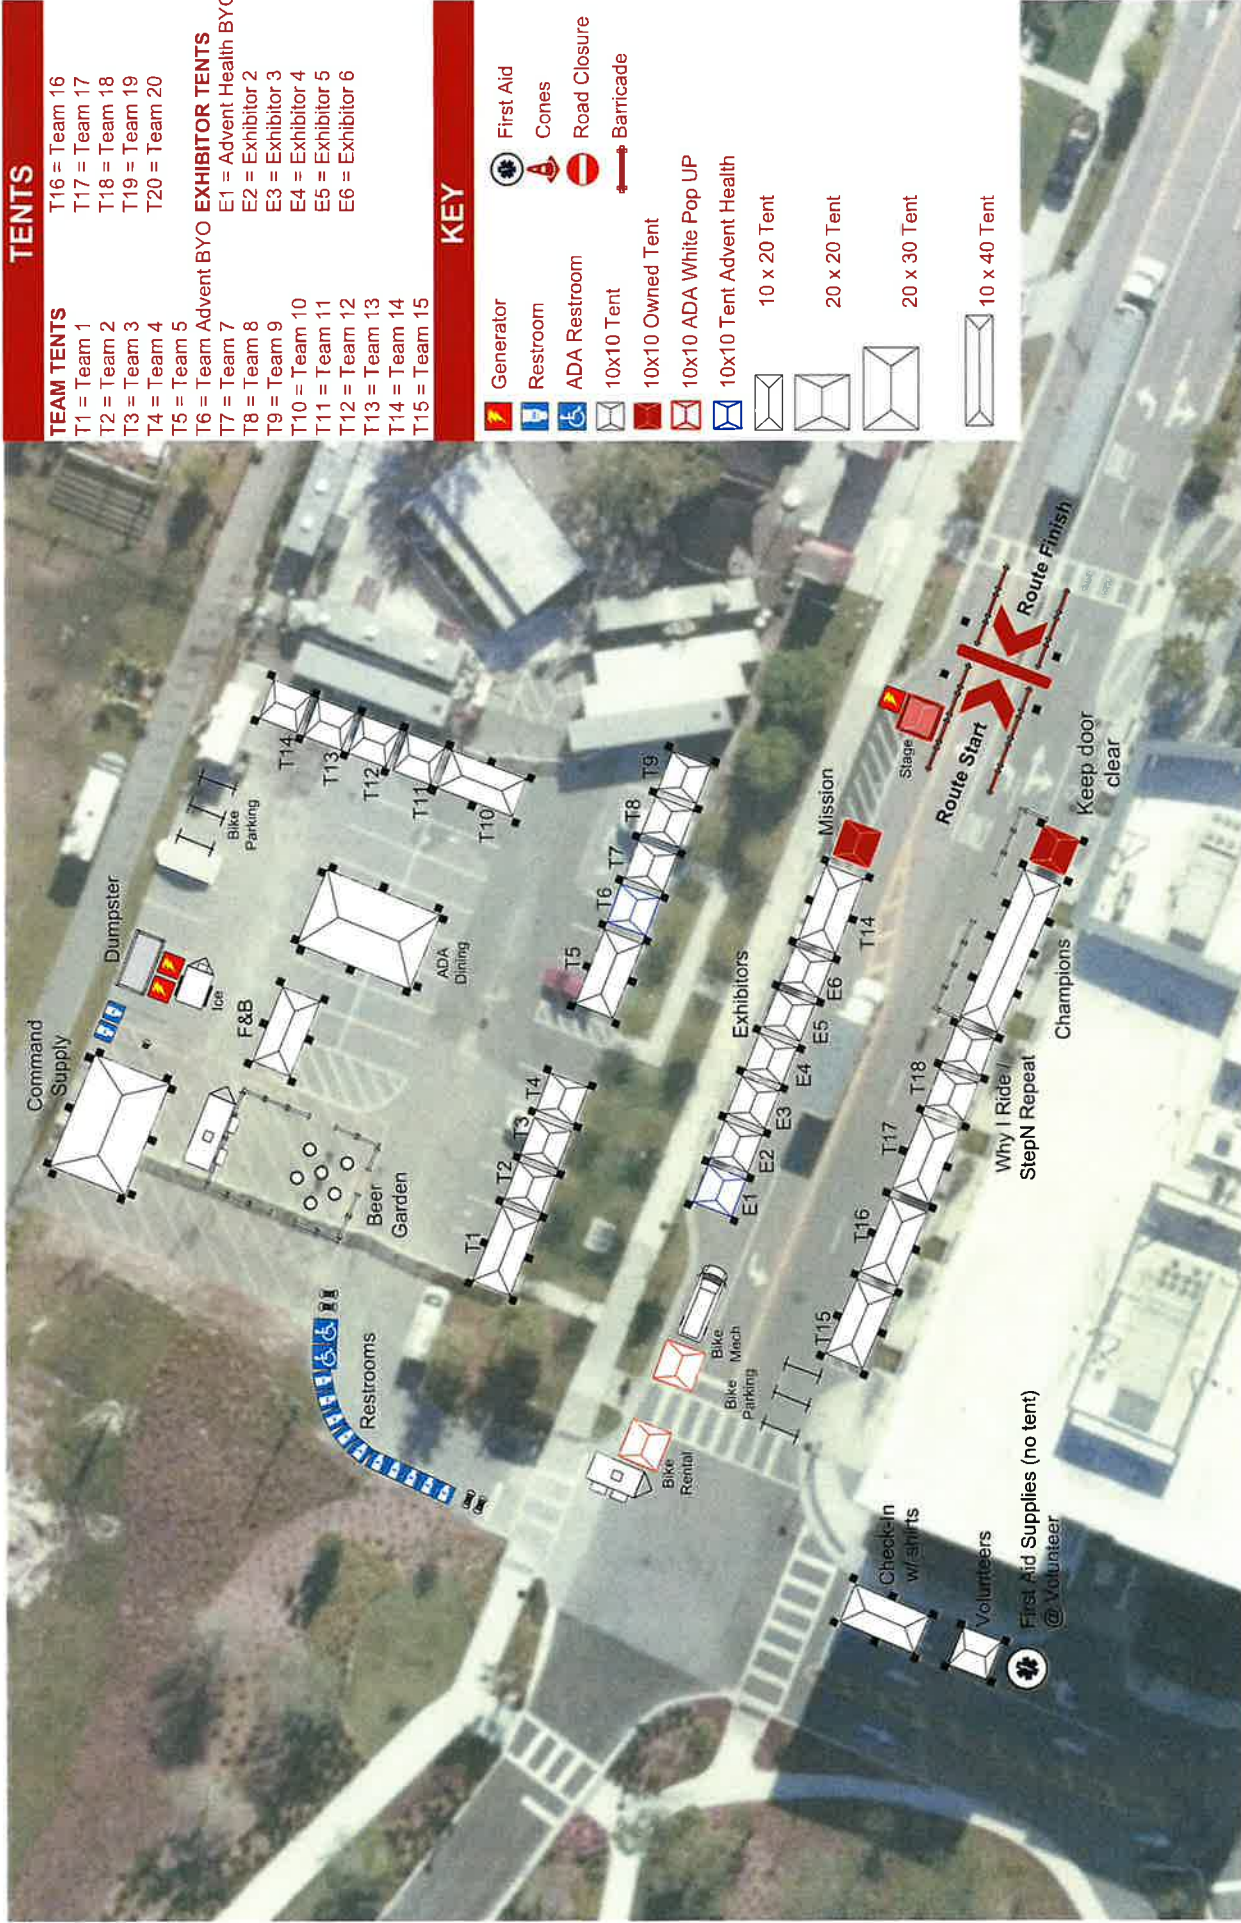 TENTS
TEAM TENTS
T1 = Team 1
T2 = Team 2
T3 = Team 3
T4 = Team 4
T5 = Team 5
T6 = Team Advent BYO
T7 = Team 7
T8 = Team 8
T9 = Team 9
T10 = Team 10
T11 = Team 11
T12 = Team 12
T13 = Team 13
T14 = Team 14
T15 = Team 15
T16 = Team 16
T17 = Team 17
T18 = Team 18
T19 = Team 19
T20 = Team 20
EXHIBITOR TENTS
E1 = Advent Health BYO
E2 = Exhibitor 2
E3 = Exhibitor 3
E4 = Exhibitor 4
E5 = Exhibitor 5
E6 = Exhibitor 6
KEY
Generator
Restroom
ADA Restroom
10x10 Tent
10x10 Owned Tent
10x10 ADA White Pop UP
10x10 Tent Advent Health
10 x 20 Tent
20 x 20 Tent
20 x 30 Tent
10 x 40 Tent
First Aid
Cones
Road Closure
Barricade
Command
Supply
Dumpster
Ice
Bike
Parking
F&B
ADA
Dining
Beer
Garden
Restrooms
T14
T13
T12
T11
T10
T1
T2
T3
T4
T5
T6
T7
T8
T9
Exhibitors
Mission
Stage
E1
E2
E3
E4
E5
E6
T14
Bike
Rental
Bike
Mech
Bike
Parking
T15
T16
T17
T18
Why I Ride /
StepN Repeat
Champions
Keep door
clear
Route Start
Route Finish
Check-In
w/ shirts
Volunteers
First Aid Supplies (no tent)
@ Volunteer